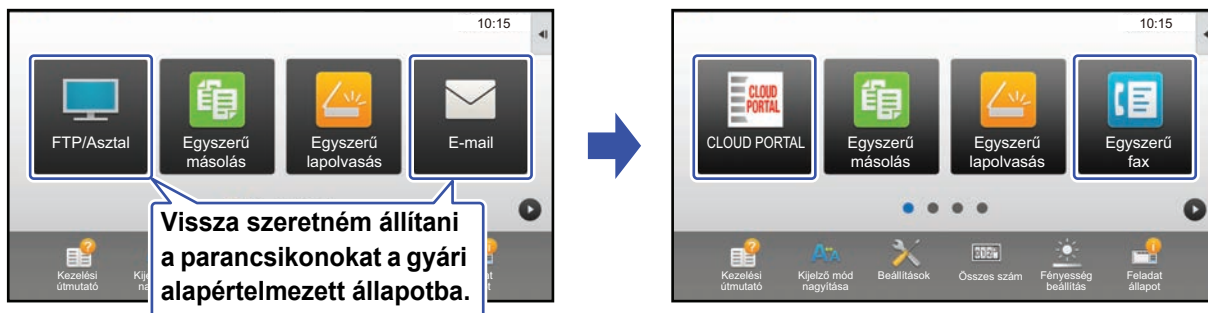 10:15
FTP/Asztal
Egyszerű
másolás
Egyszerű
lapolvasás
E-mail
Vissza szeretném állítani
a parancsikonokat a gyári
alapértelmezett állapotba.
Kezelési
útmutató
10:15
CLOUD
PORTAL
CLOUD PORTAL
Egyszerű
másolás
Egyszerű
lapolvasás
Egyszerű
fax
Kezelési
útmutató
Kijelző mód
nagyítása
Beállítások
Összes szám
Fényesség
beállítás
Feladat
állapot